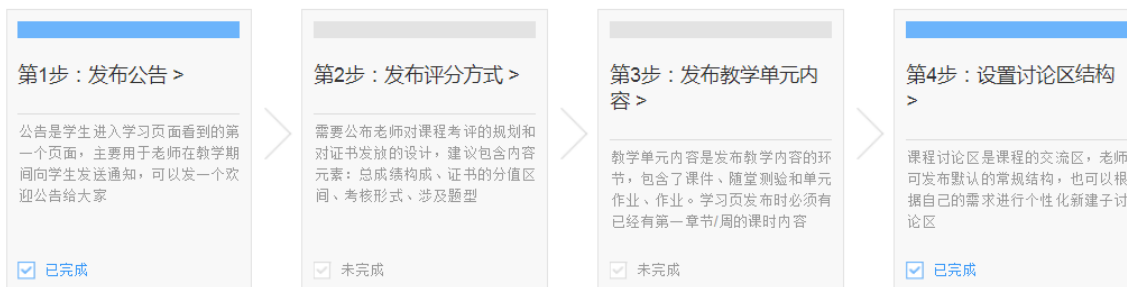 第1步：发布公告 >
公告是学生进入学习页面看到的第
一个页面，主要用于老师在教学期
间向学生发送通知，可以发一个欢
迎公告给大家
已完成
第2步：发布评分方式 >
需要公布老师对课程考评的规划和
对证书发放的设计，建议包含内容
元素：总成绩构成、证书的分值区
间、考核形式、涉及题型
未完成
第3步：发布教学单元内
容 >
教学单元内容是发布教学内容的环
节，包含了课件、随堂测验和单元
作业、作业。学习页发布时必须有
已经有第一章节/周的课时内容
未完成
第4步：设置讨论区结构
>
课程讨论区是课程的交流区，老师
可发布默认的常规结构，也可以根
据自己的需求进行个性化新建子讨
论区
已完成